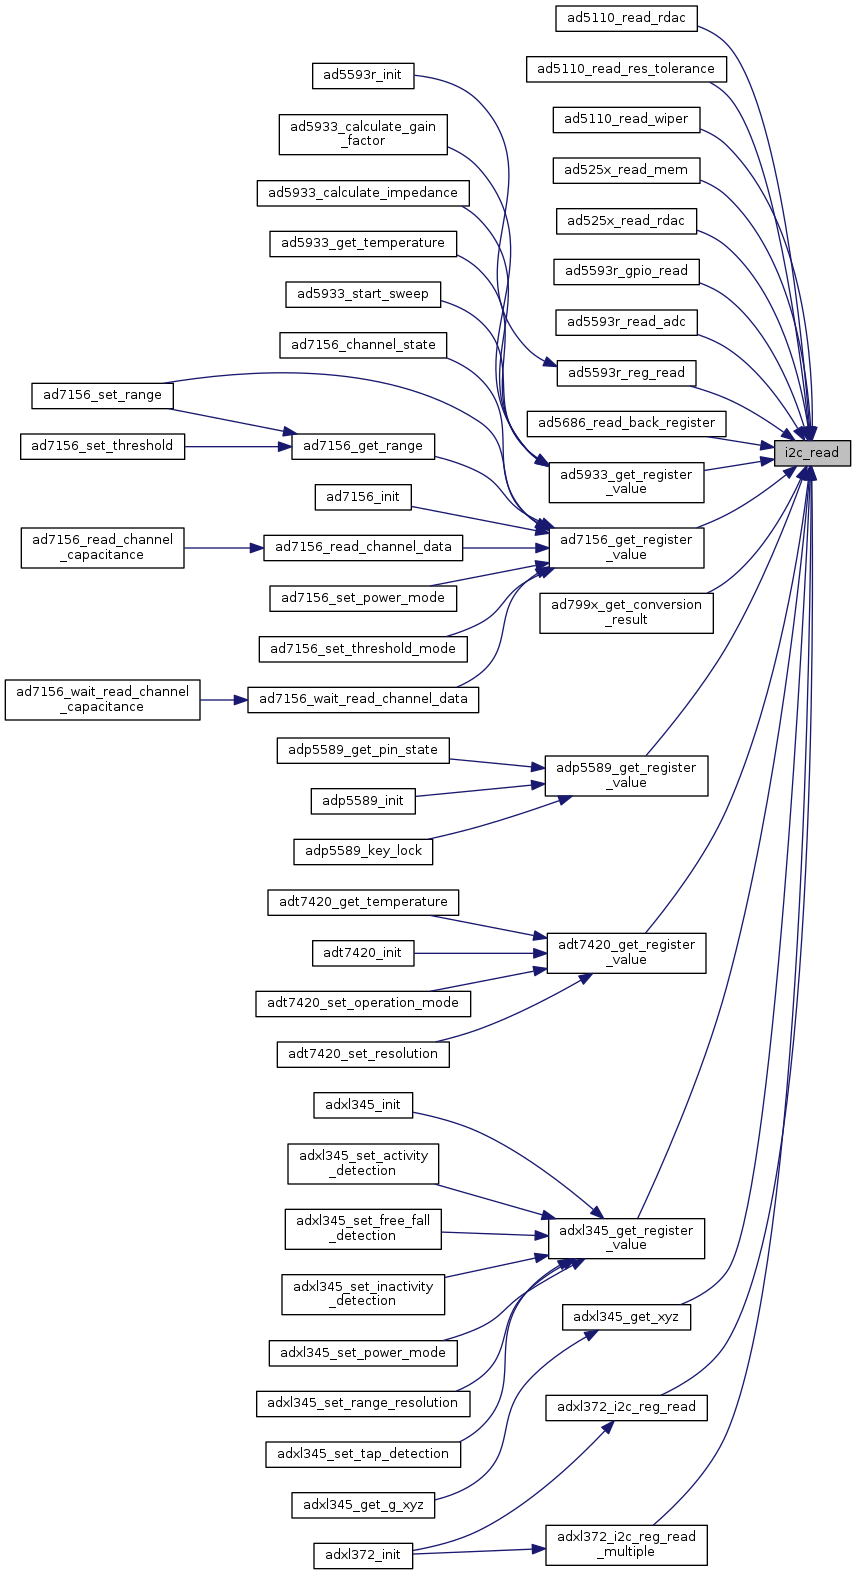 ad5110_read_rdac
ad5110_read_res_tolerance
ad5593r_init
ad5110_read_wiper
ad5933_calculate_gain
_factor
ad525x_read_mem
ad5933_calculate_impedance
ad525x_read_rdac
ad5933_get_temperature
ad5593r_gpio_read
ad5933_start_sweep
ad5593r_read_adc
ad7156_channel_state
ad5593r_reg_read
ad7156_set_range
ad5686_read_back_register
ad7156_set_threshold
ad7156_get_range
i2c_read
ad5933_get_register
_value
ad7156_init
ad7156_read_channel
_capacitance
ad7156_read_channel_data
ad7156_get_register
_value
ad7156_set_power_mode
ad799x_get_conversion
_result
ad7156_set_threshold_mode
ad7156_wait_read_channel
_capacitance
ad7156_wait_read_channel_data
adp5589_get_pin_state
adp5589_get_register
_value
adp5589_init
adp5589_key_lock
adt7420_get_temperature
adt7420_init
adt7420_get_register
_value
adt7420_set_operation_mode
adt7420_set_resolution
adxl345_init
adxl345_set_activity
_detection
adxl345_set_free_fall
_detection
adxl345_get_register
_value
adxl345_set_inactivity
_detection
adxl345_get_xyz
adxl345_set_power_mode
adxl345_set_range_resolution
adxl372_i2c_reg_read
adxl345_set_tap_detection
adxl345_get_g_xyz
adxl372_init
adxl372_i2c_reg_read
_multiple